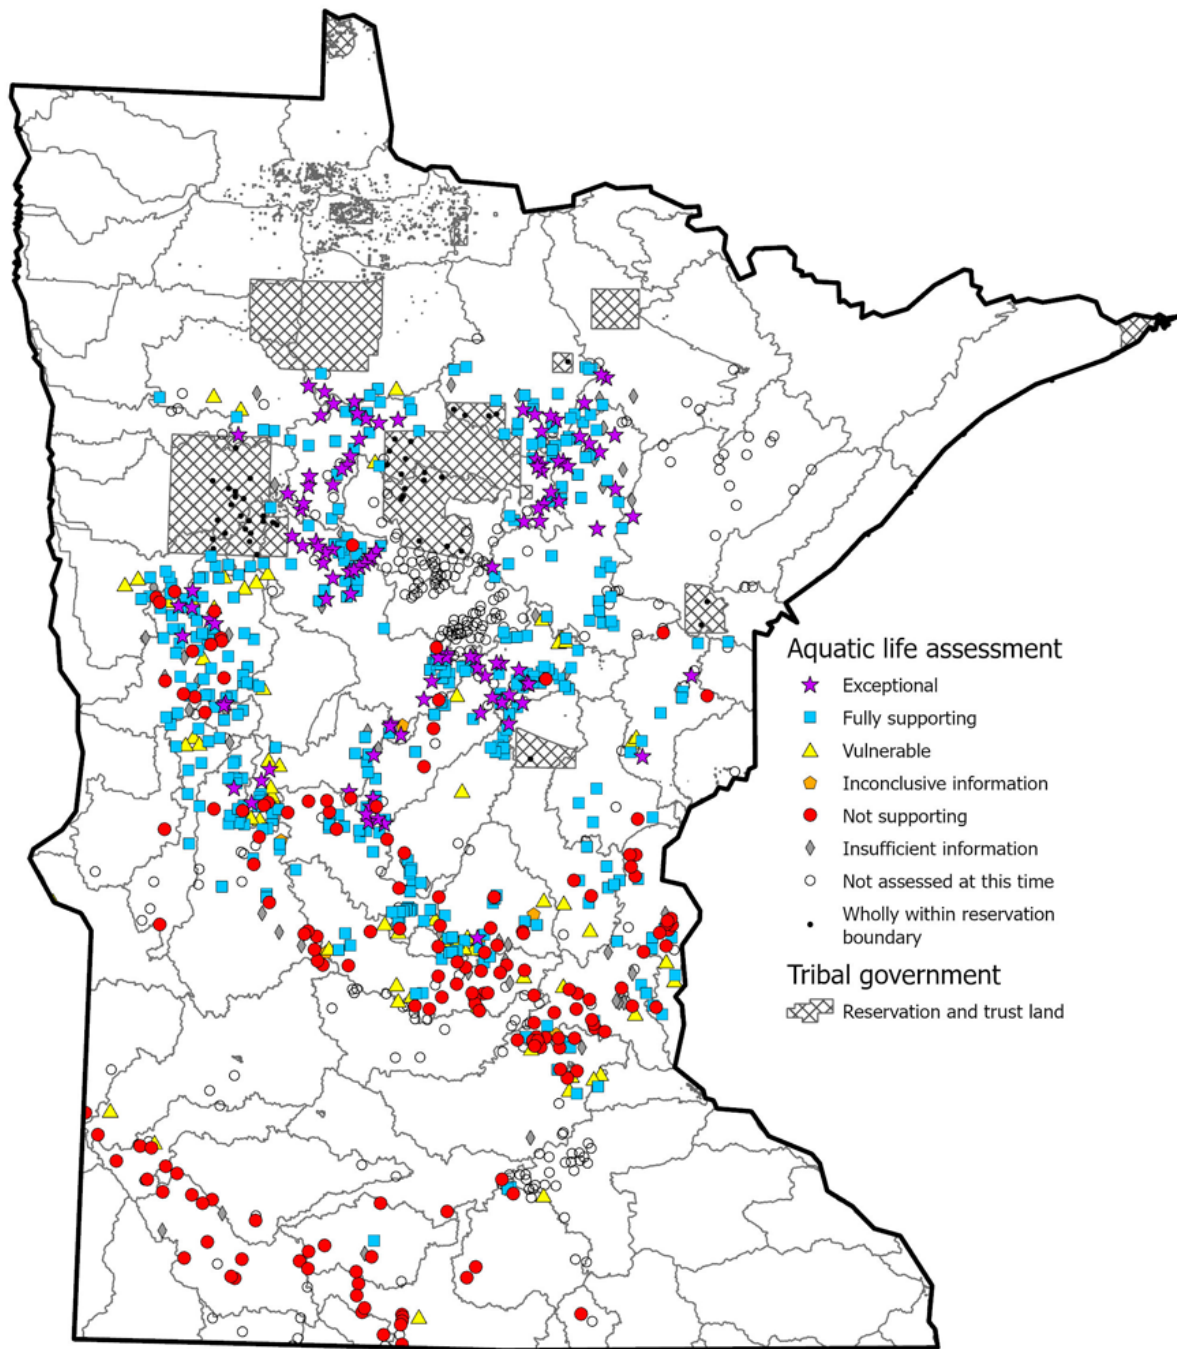 Aquatic life assessment
Exceptional
Fully supporting
Vulnerable
Inconclusive information
Not supporting
Insufficient information
Not assessed at this time
Wholly within reservation
boundary
Tribal government
Reservation and trust land